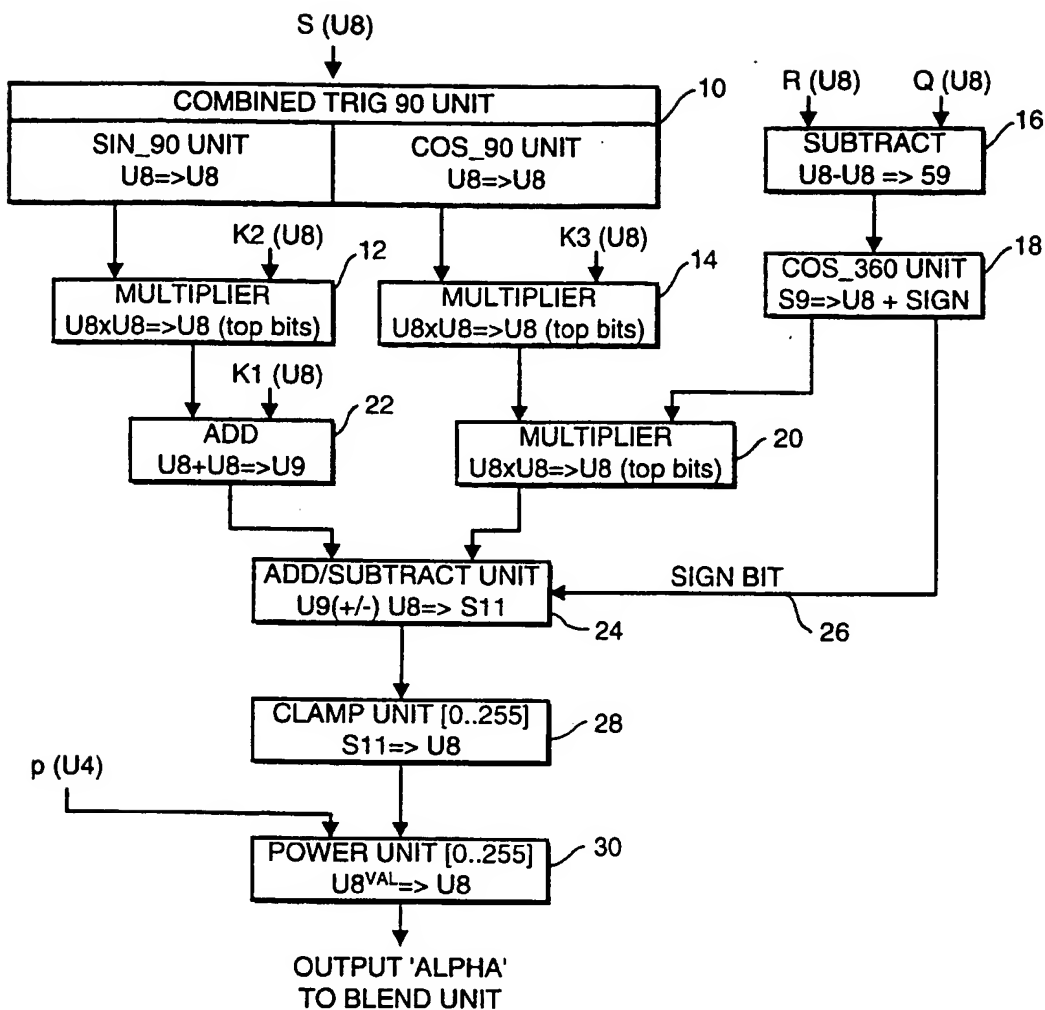 S (U8)
COMBINED TRIG 90 UNIT
10
SIN_90 UNIT
U8=>U8
COS_90 UNIT
U8=>U8
R (U8)
Q (U8)
16
SUBTRACT
U8-U8 => 59
K2 (U8)
12
MULTIPLIER
U8xU8=>U8 (top bits)
K3 (U8)
14
MULTIPLIER
U8xU8=>U8 (top bits)
18
COS_360 UNIT
S9=>U8 + SIGN
K1 (U8)
22
ADD
U8+U8=>U9
20
MULTIPLIER
U8xU8=>U8 (top bits)
ADD/SUBTRACT UNIT
U9(+/-) U8=> S11
24
SIGN BIT
26
CLAMP UNIT [0..255]
S11=> U8
28
p (U4)
POWER UNIT [0..255]
U8^VAL=> U8
30
OUTPUT 'ALPHA'
TO BLEND UNIT